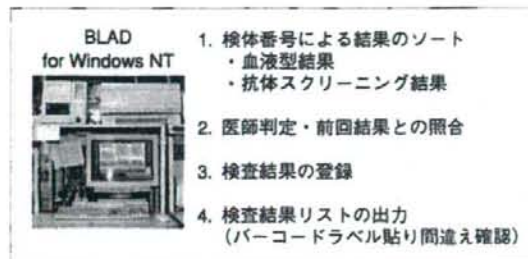 BLAD
for Windows NT
1. 検体番号による結果のソート
・血液型結果
・抗体スクリーニング結果
2. 医師判定・前回結果との照合
3. 検査結果の登録
4. 検査結果リストの出力
（バーコードラベル貼り間違え確認）